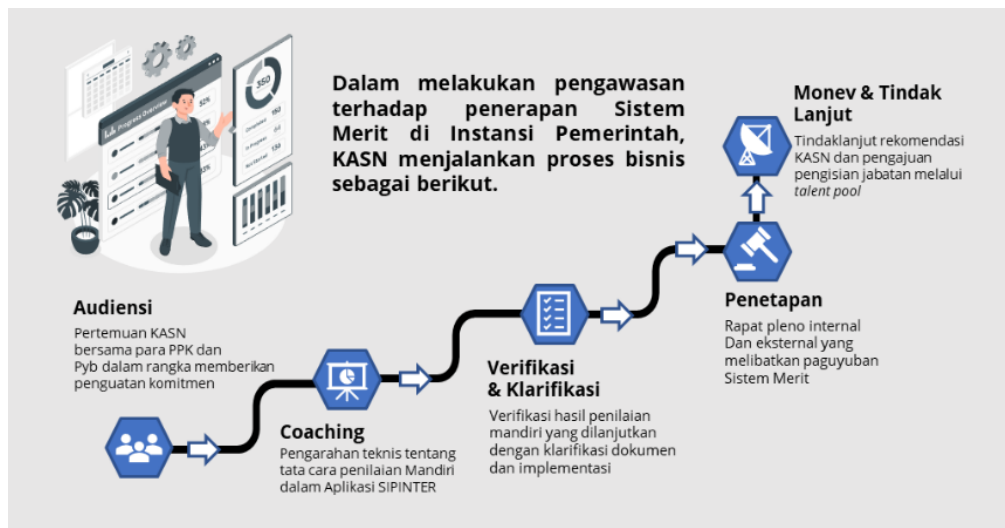 Dalam melakukan pengawasan
terhadap penerapan Sistem
Merit di Instansi Pemerintah,
KASN menjalankan proses bisnis
sebagai berikut.
Progress Overview
52%
350
Audiensi
Pertemuan KASN
bersama para PPK dan
Pyb dalam rangka memberikan
penguatan komitmen
Coaching
Pengarahan teknis tentang
tata cara penilaian Mandiri
dalam Aplikasi SIPINTER
Verifikasi
& Klarifikasi
Verifikasi hasil penilaian
mandiri yang dilanjutkan
dengan klarifikasi dokumen
dan implementasi
Penetapan
Rapat pleno internal
Dan eksternal yang
melibatkan paguyuban
Sistem Merit
Monev & Tindak
Lanjut
Tindaklanjut rekomendasi
KASN dan pengajuan
pengisian jabatan melalui
talent pool